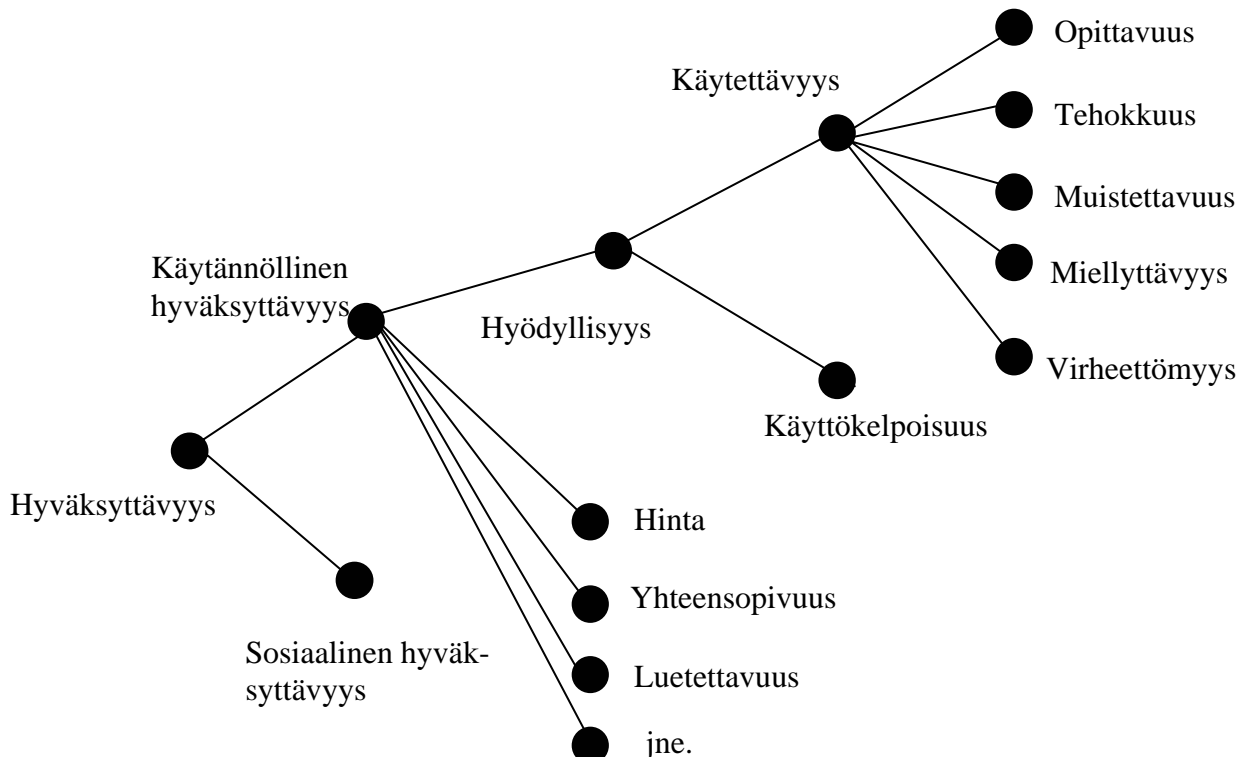 Opittavuus
Käytettävyys
Tehokkuus
Muistettavuus
Käytännöllinen
hyväksyttävyys
Miellyttävyys
Hyödyllisyys
Virheettömyys
Käyttökelpoisuus
Hyväksyttävyys
Hinta
Yhteensopivuus
Sosiaalinen hyväk-
syttävyys
Luetettavuus
jne.